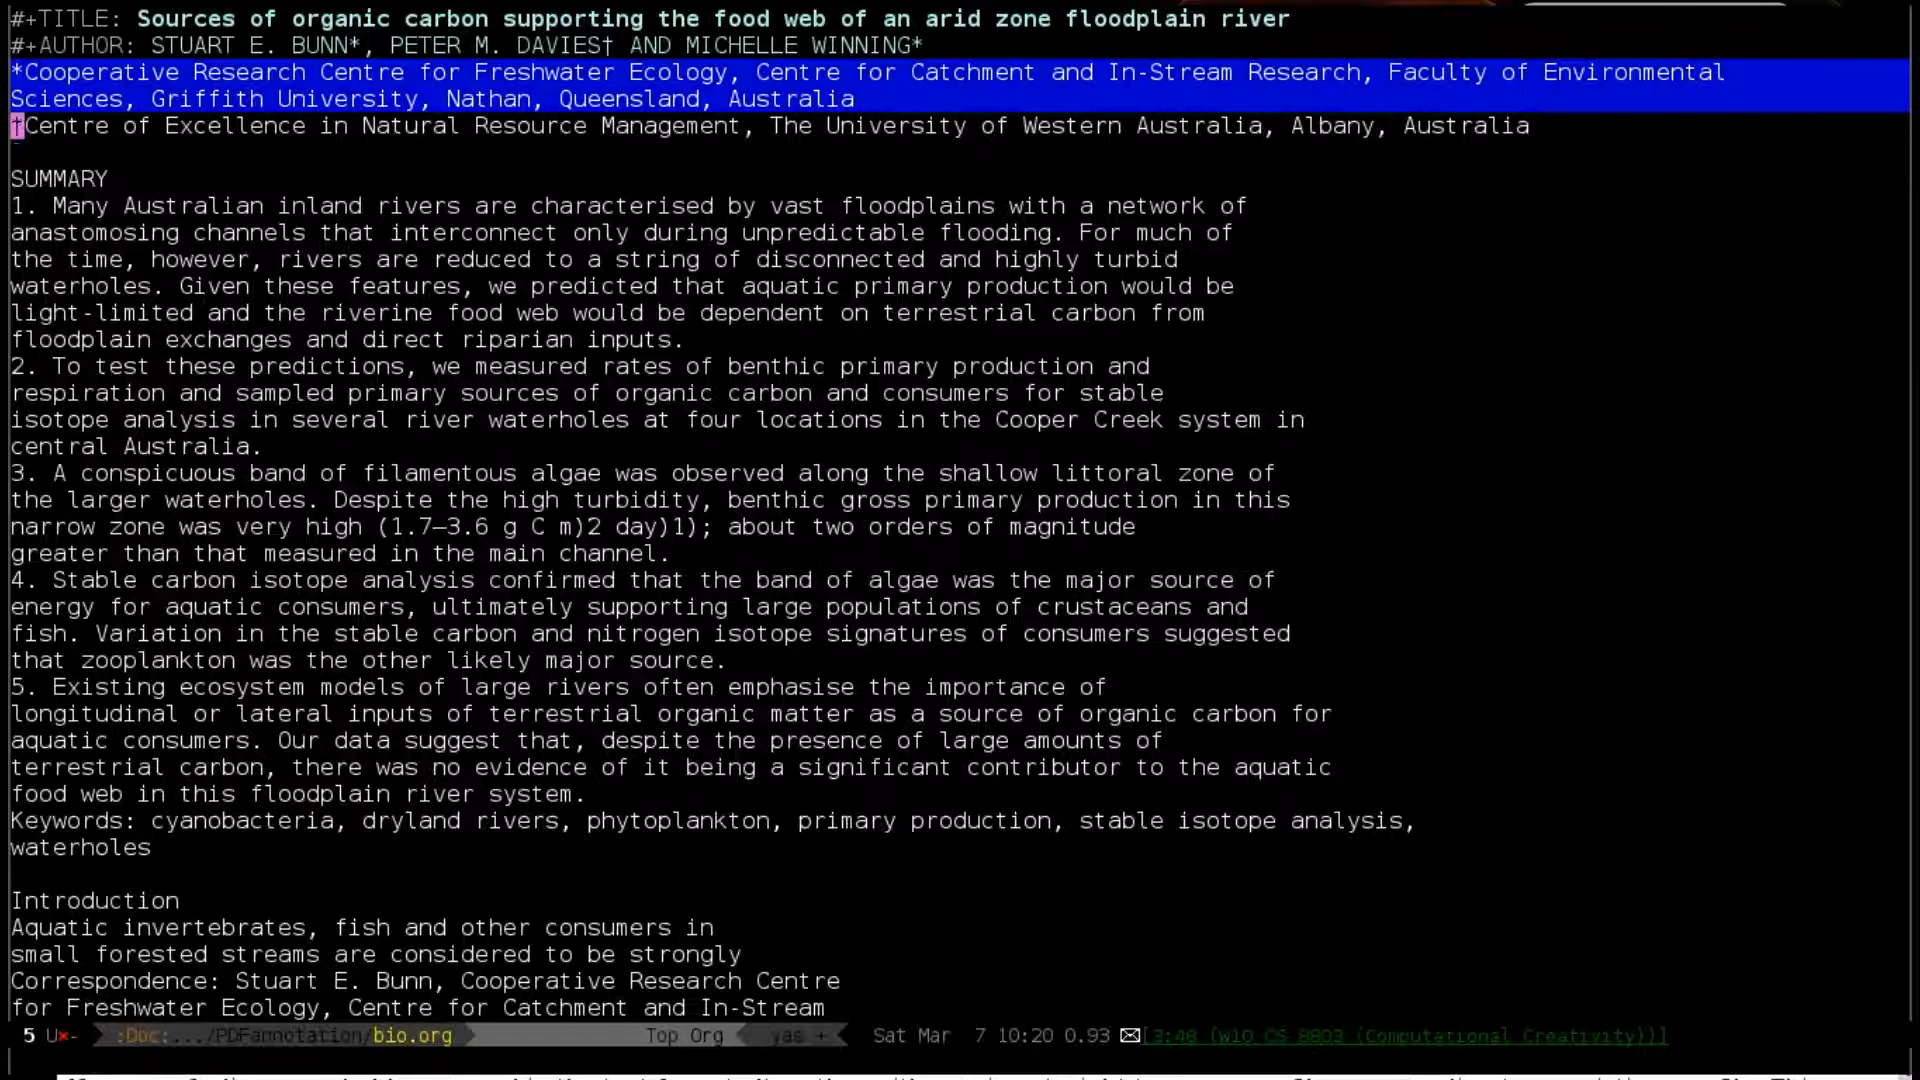 #+TITLE: Sources of organic carbon supporting the food web of an arid zone floodplain river
#+AUTHOR: STUART E. BUNN*, PETER M. DAVIES† AND MICHELLE WINNING*
*Cooperative Research Centre for Freshwater Ecology, Centre for Catchment and In-Stream Research, Faculty of Environmental
Sciences, Griffith University, Nathan, Queensland, Australia
†Centre of Excellence in Natural Resource Management, The University of Western Australia, Albany, Australia
SUMMARY
1. Many Australian inland rivers are characterised by vast floodplains with a network of
anastomosing channels that interconnect only during unpredictable flooding. For much of
the time, however, rivers are reduced to a string of disconnected and highly turbid
waterholes. Given these features, we predicted that aquatic primary production would be
light-limited and the riverine food web would be dependent on terrestrial carbon from
floodplain exchanges and direct riparian inputs.
2. To test these predictions, we measured rates of benthic primary production and
respiration and sampled primary sources of organic carbon and consumers for stable
isotope analysis in several river waterholes at four locations in the Cooper Creek system in
central Australia.
3. A conspicuous band of filamentous algae was observed along the shallow littoral zone of
the larger waterholes. Despite the high turbidity, benthic gross primary production in this
narrow zone was very high (1.7–3.6 g C m)2 day)1); about two orders of magnitude
greater than that measured in the main channel.
4. Stable carbon isotope analysis confirmed that the band of algae was the major source of
energy for aquatic consumers, ultimately supporting large populations of crustaceans and
fish. Variation in the stable carbon and nitrogen isotope signatures of consumers suggested
that zooplankton was the other likely major source.
5. Existing ecosystem models of large rivers often emphasise the importance of
longitudinal or lateral inputs of terrestrial organic matter as a source of organic carbon for
aquatic consumers. Our data suggest that, despite the presence of large amounts of
terrestrial carbon, there was no evidence of it being a significant contributor to the aquatic
food web in this floodplain river system.
Keywords: cyanobacteria, dryland rivers, phytoplankton, primary production, stable isotope analysis,
waterholes
Introduction
Aquatic invertebrates, fish and other consumers in
small forested streams are considered to be strongly
Correspondence: Stuart E. Bunn, Cooperative Research Centre
for Freshwater Ecology, Centre for Catchment and In-Stream
5 U*- :Doc:.../PDFannotation/bio.org Top Org yas + Sat Mar 7 10:20 0.93 [3:46 (w10 CS 8803 (Computational Creativity))]